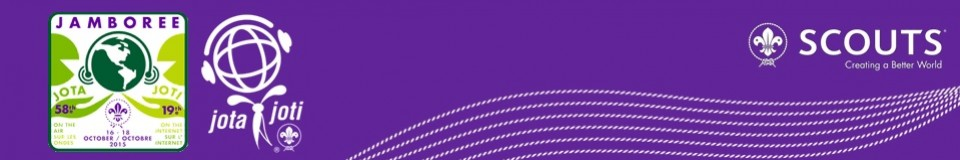 JAMBOREE
JOTA JOTI
58th 19th
ON THE AIR
SUR LES ONDES
16 - 18
OCTOBER / OCTOBRE
2015
ON THE INTERNET
SUR L'INTERNET
jota joti
®
SCOUTS
Creating a Better World